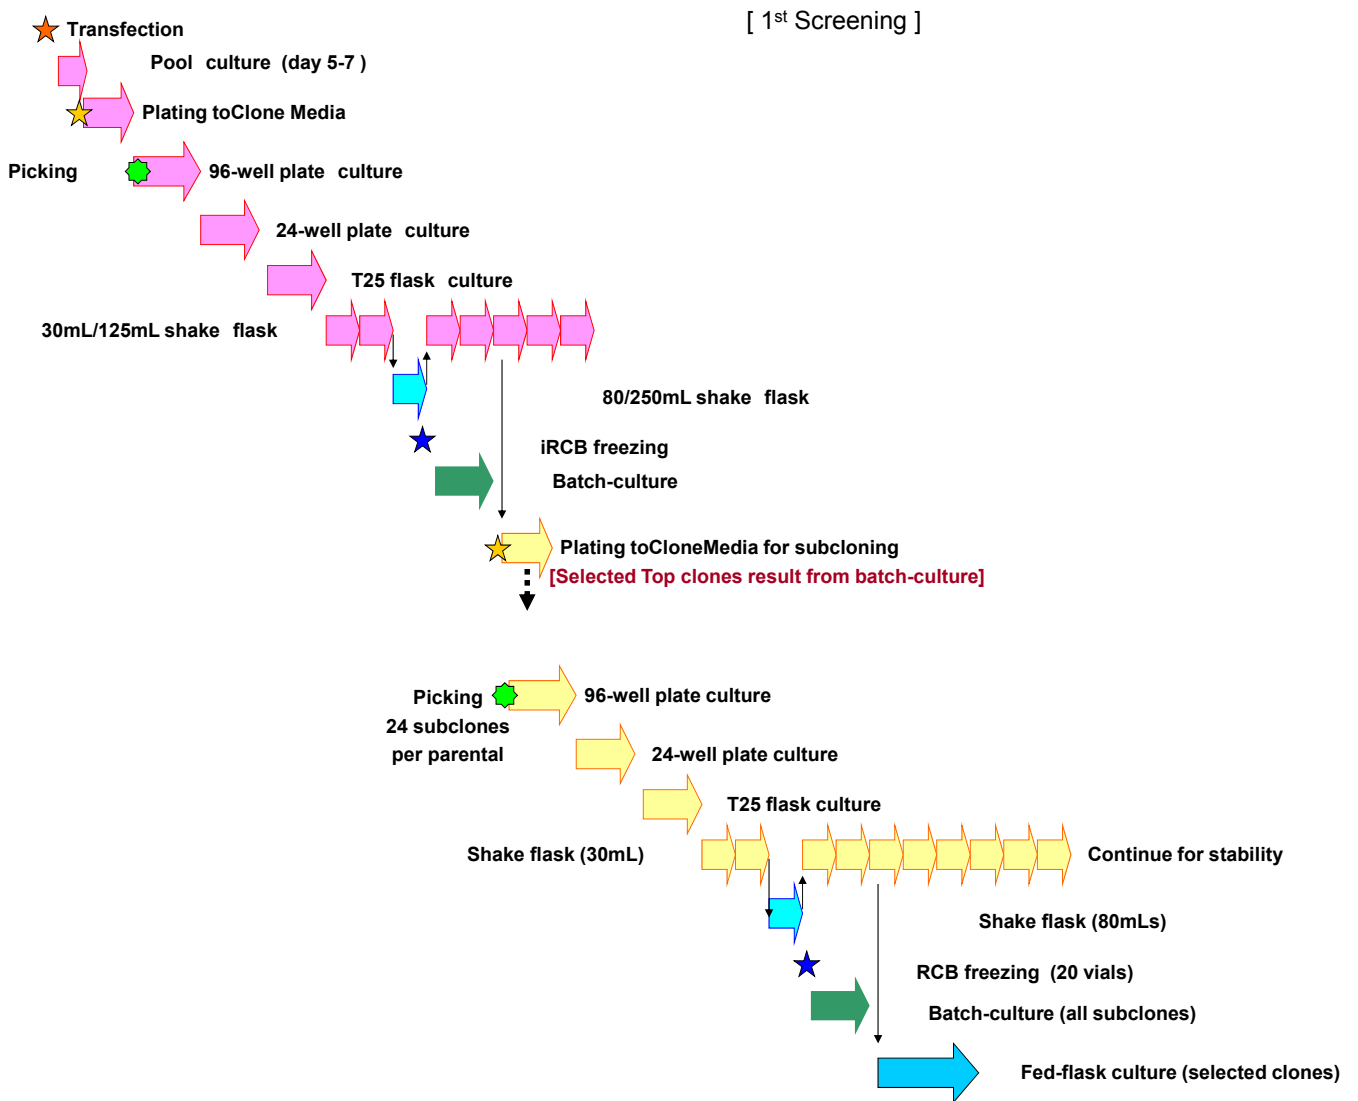 [ 1st Screening ]
Transfection
Pool culture (day 5-7 )
Plating toClone Media
Picking
96-well plate culture
24-well plate culture
T25 flask culture
30mL/125mL shake flask
80/250mL shake flask
iRCB freezing
Batch-culture
Plating toCloneMedia for subcloning
[Selected Top clones result from batch-culture]
Picking
24 subclones
per parental
96-well plate culture
24-well plate culture
T25 flask culture
Shake flask (30mL)
Continue for stability
Shake flask (80mLs)
RCB freezing (20 vials)
Batch-culture (all subclones)
Fed-flask culture (selected clones)